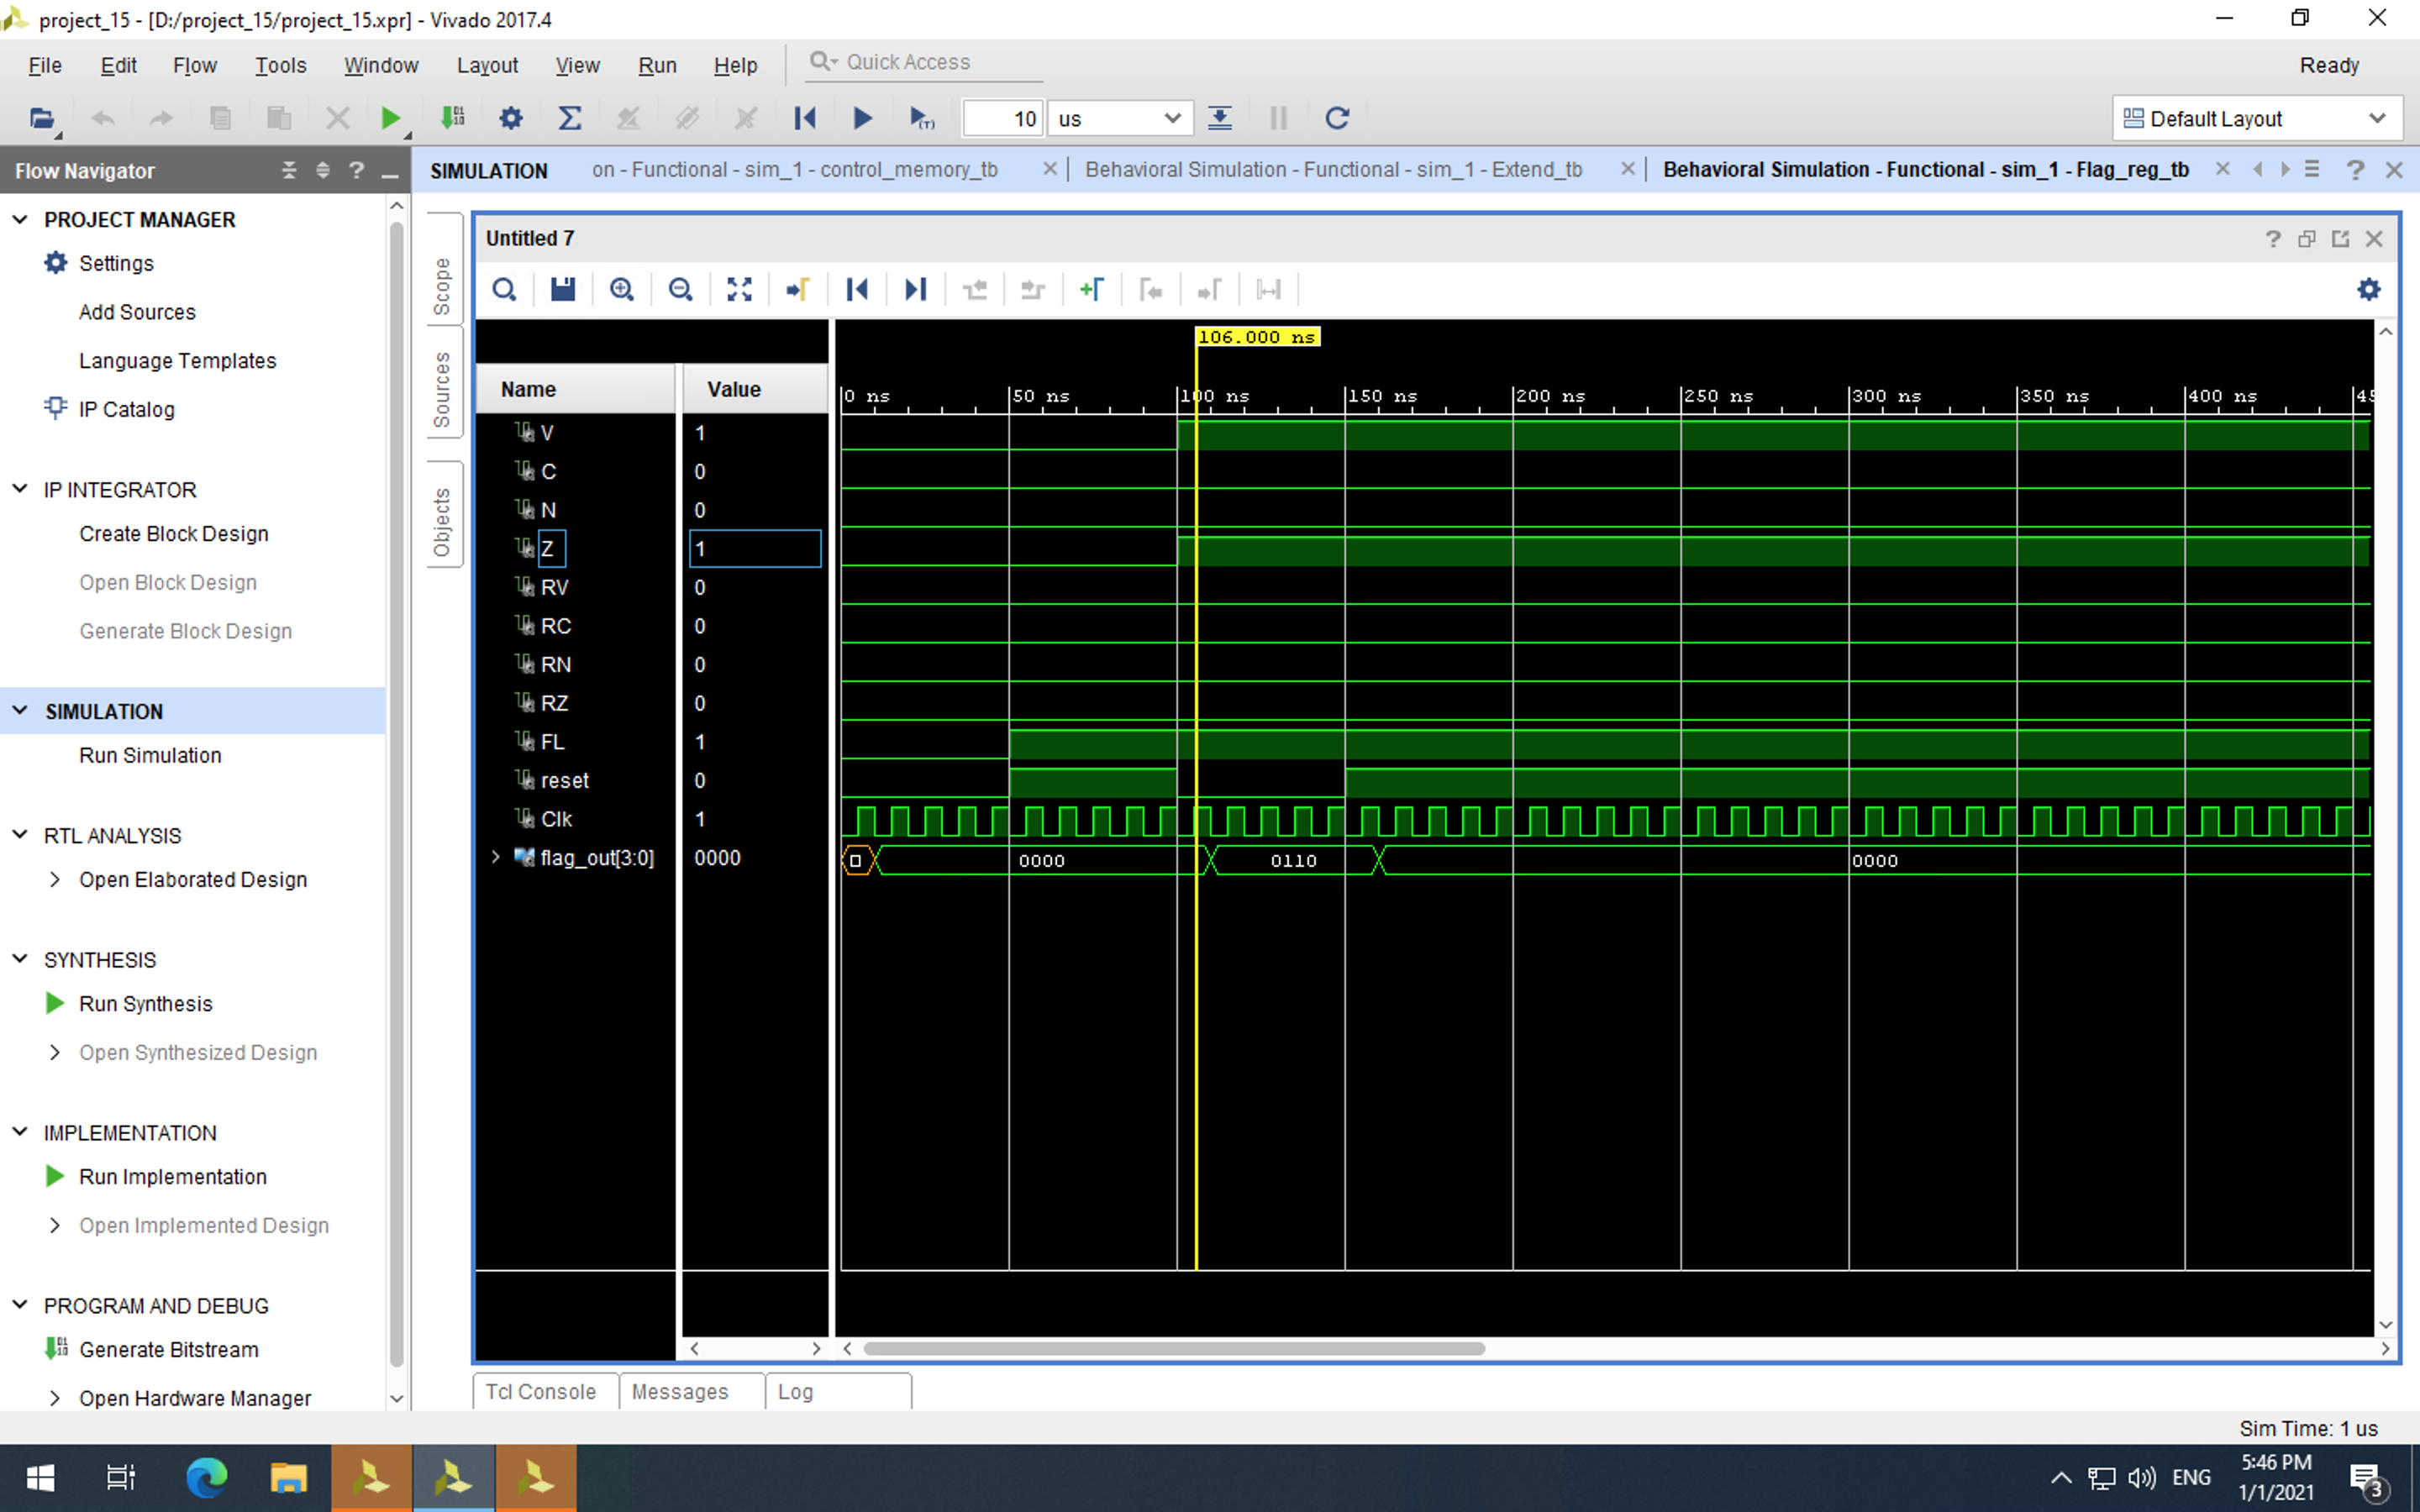 project_15 - [D:/project_15/project_15.xpr] - Vivado 2017.4
File Edit Flow Tools Window Layout View Run Help Quick Access Ready
10 us Default Layout
Flow Navigator
PROJECT MANAGER
Settings
Add Sources
Language Templates
IP Catalog
IP INTEGRATOR
Create Block Design
Open Block Design
Generate Block Design
SIMULATION
Run Simulation
RTL ANALYSIS
Open Elaborated Design
SYNTHESIS
Run Synthesis
Open Synthesized Design
IMPLEMENTATION
Run Implementation
Open Implemented Design
PROGRAM AND DEBUG
Generate Bitstream
Open Hardware Manager
SIMULATION on - Functional - sim_1 - control_memory_tb Behavioral Simulation - Functional - sim_1 - Extend_tb Behavioral Simulation - Functional - sim_1 - Flag_reg_tb
Scope
Sources
Objects
Untitled 7
106.000 ns
Name Value 0 ns 50 ns 100 ns 150 ns 200 ns 250 ns 300 ns 350 ns 400 ns 45
V 1
C 0
N 0
Z 1
RV 0
RC 0
RN 0
RZ 0
FL 1
reset 0
Clk 1
flag_out[3:0] 0000 0000 0110 0000
Tcl Console Messages Log
Sim Time: 1 us
ENG
5:46 PM
1/1/2021
3